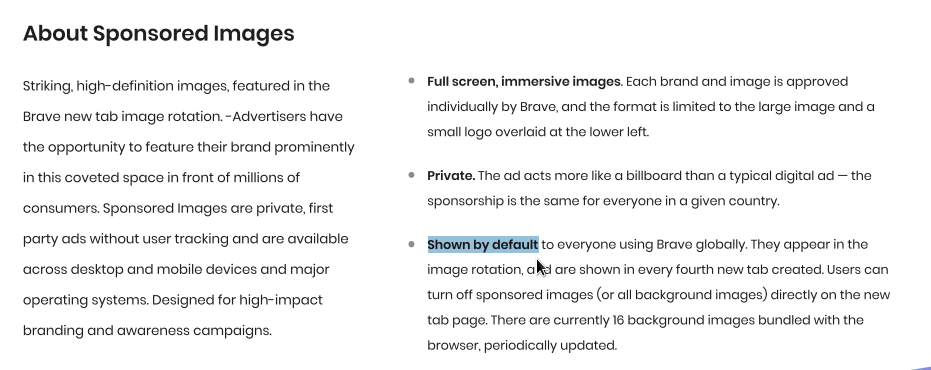 About Sponsored Images
Striking, high-definition images, featured in the
Brave new tab image rotation. -Advertisers have
the opportunity to feature their brand prominently
in this coveted space in front of millions of
consumers. Sponsored Images are private, first
party ads without user tracking and are available
across desktop and mobile devices and major
operating systems. Designed for high-impact
branding and awareness campaigns.
• Full screen, immersive images. Each brand and image is approved
individually by Brave, and the format is limited to the large image and a
small logo overlaid at the lower left.
• Private. The ad acts more like a billboard than a typical digital ad — the
sponsorship is the same for everyone in a given country.
• Shown by default to everyone using Brave globally. They appear in the
image rotation, and are shown in every fourth new tab created. Users can
turn off sponsored images (or all background images) directly on the new
tab page. There are currently 16 background images bundled with the
browser, periodically updated.